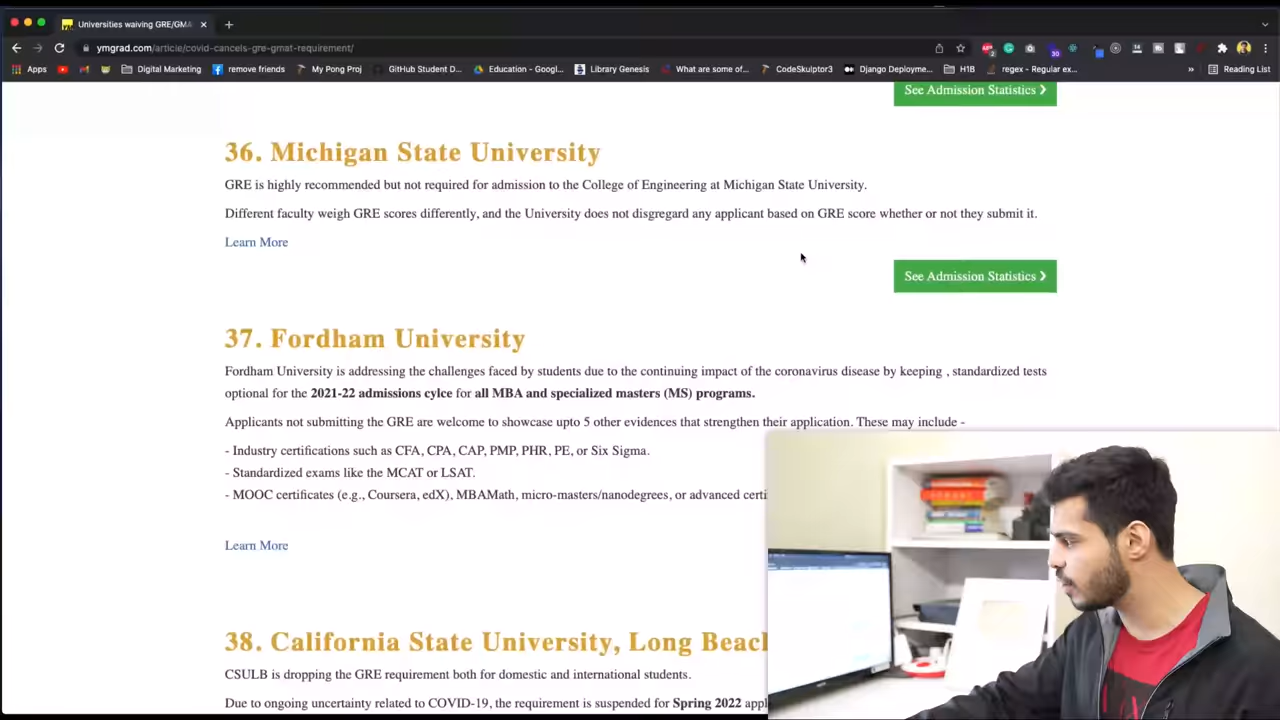 Universities waiving GRE/GMA
ymgrad.com/article/covid-cancels-gre-gmat-requirement/
Apps
Digital Marketing
remove friends
My Pong Proj
GitHub Student D...
Education - Googl...
Library Genesis
What are some of...
CodeSkulptor3
Django Deployme...
H1B
regex - Regular ex...
»
Reading List
See Admission Statistics ❯
36. Michigan State University
GRE is highly recommended but not required for admission to the College of Engineering at Michigan State University.
Different faculty weigh GRE scores differently, and the University does not disgregard any applicant based on GRE score whether or not they submit it.
Learn More
See Admission Statistics ❯
37. Fordham University
Fordham University is addressing the challenges faced by students due to the continuing impact of the coronavirus disease by keeping , standardized tests
optional for the 2021-22 admissions cylce for all MBA and specialized masters (MS) programs.
Applicants not submitting the GRE are welcome to showcase upto 5 other evidences that strengthen their application. These may include -
- Industry certifications such as CFA, CPA, CAP, PMP, PHR, PE, or Six Sigma.
- Standardized exams like the MCAT or LSAT.
- MOOC certificates (e.g., Coursera, edX), MBAMath, micro-masters/nanodegrees, or advanced certi
Learn More
38. California State University, Long Beach
CSULB is dropping the GRE requirement both for domestic and international students.
Due to ongoing uncertainty related to COVID-19, the requirement is suspended for Spring 2022 appl